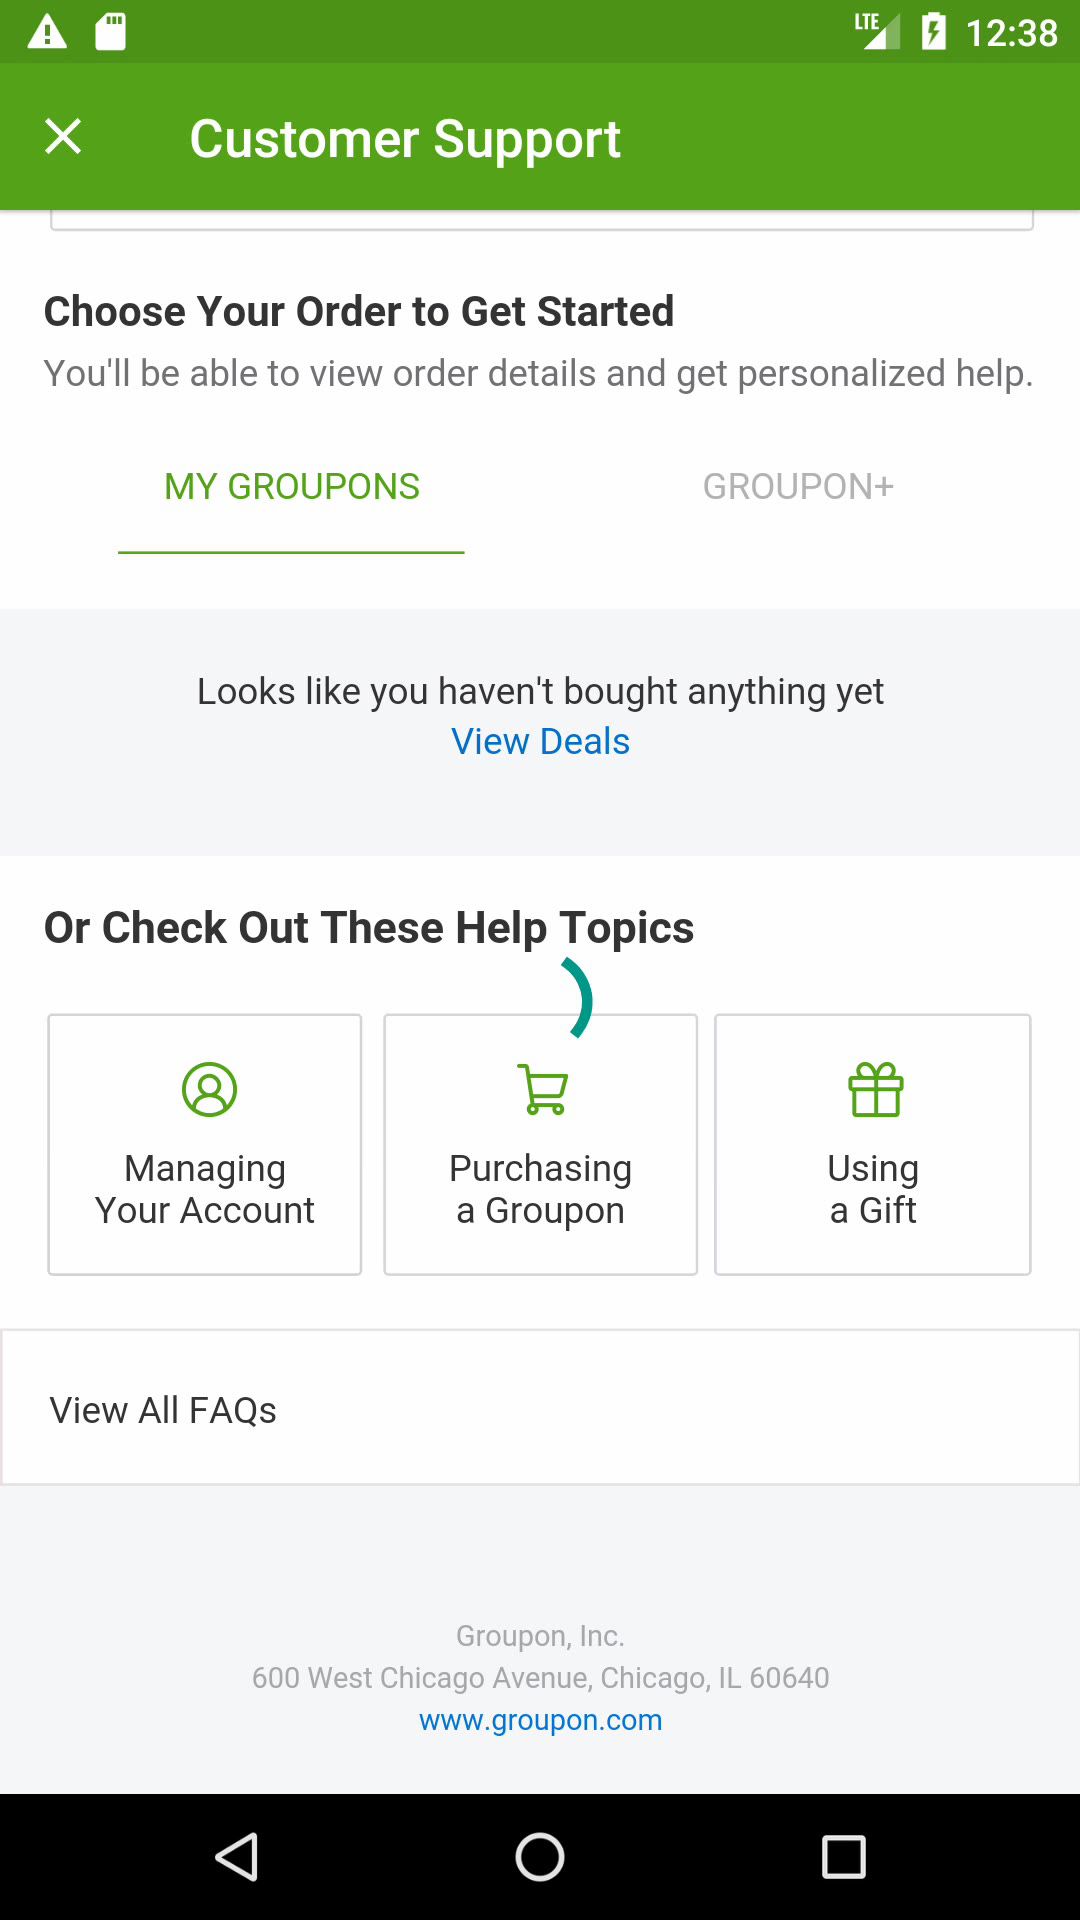 LTE 12:38
Customer Support
Choose Your Order to Get Started
You'll be able to view order details and get personalized help.
MY GROUPONS GROUPON+
Looks like you haven't bought anything yet
View Deals
Or Check Out These Help Topics
Managing
Your Account
Purchasing
a Groupon
Using
a Gift
View All FAQs
Groupon, Inc.
600 West Chicago Avenue, Chicago, IL 60640
www.groupon.com